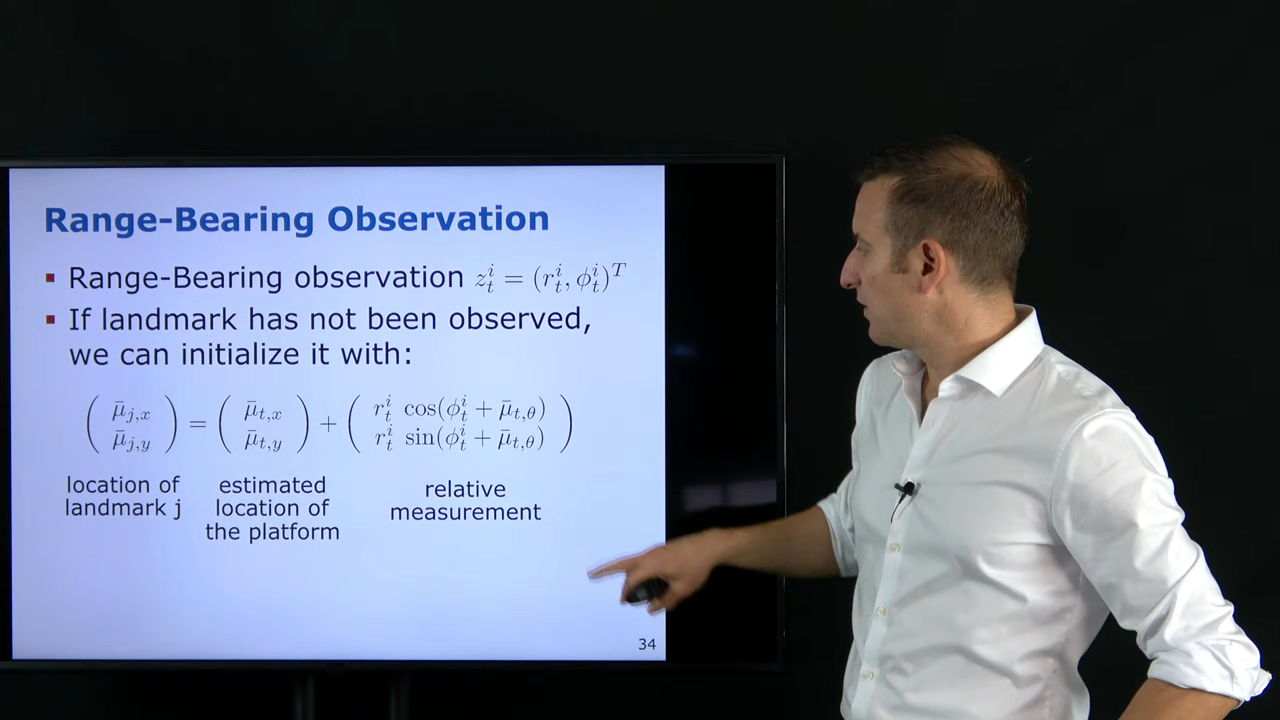 Range-Bearing Observation
▪ Range-Bearing observation $z_t^i = (r_t^i, \phi_t^i)^T$
▪ If landmark has not been observed,
we can initialize it with:
$\begin{pmatrix} \bar{\mu}_{j,x} \\ \bar{\mu}_{j,y} \end{pmatrix} = \begin{pmatrix} \bar{\mu}_{t,x} \\ \bar{\mu}_{t,y} \end{pmatrix} + \begin{pmatrix} r_t^i \cos(\phi_t^i + \bar{\mu}_{t,\theta}) \\ r_t^i \sin(\phi_t^i + \bar{\mu}_{t,\theta}) \end{pmatrix}$
location of
landmark j
estimated
location of
the platform
relative
measurement
34